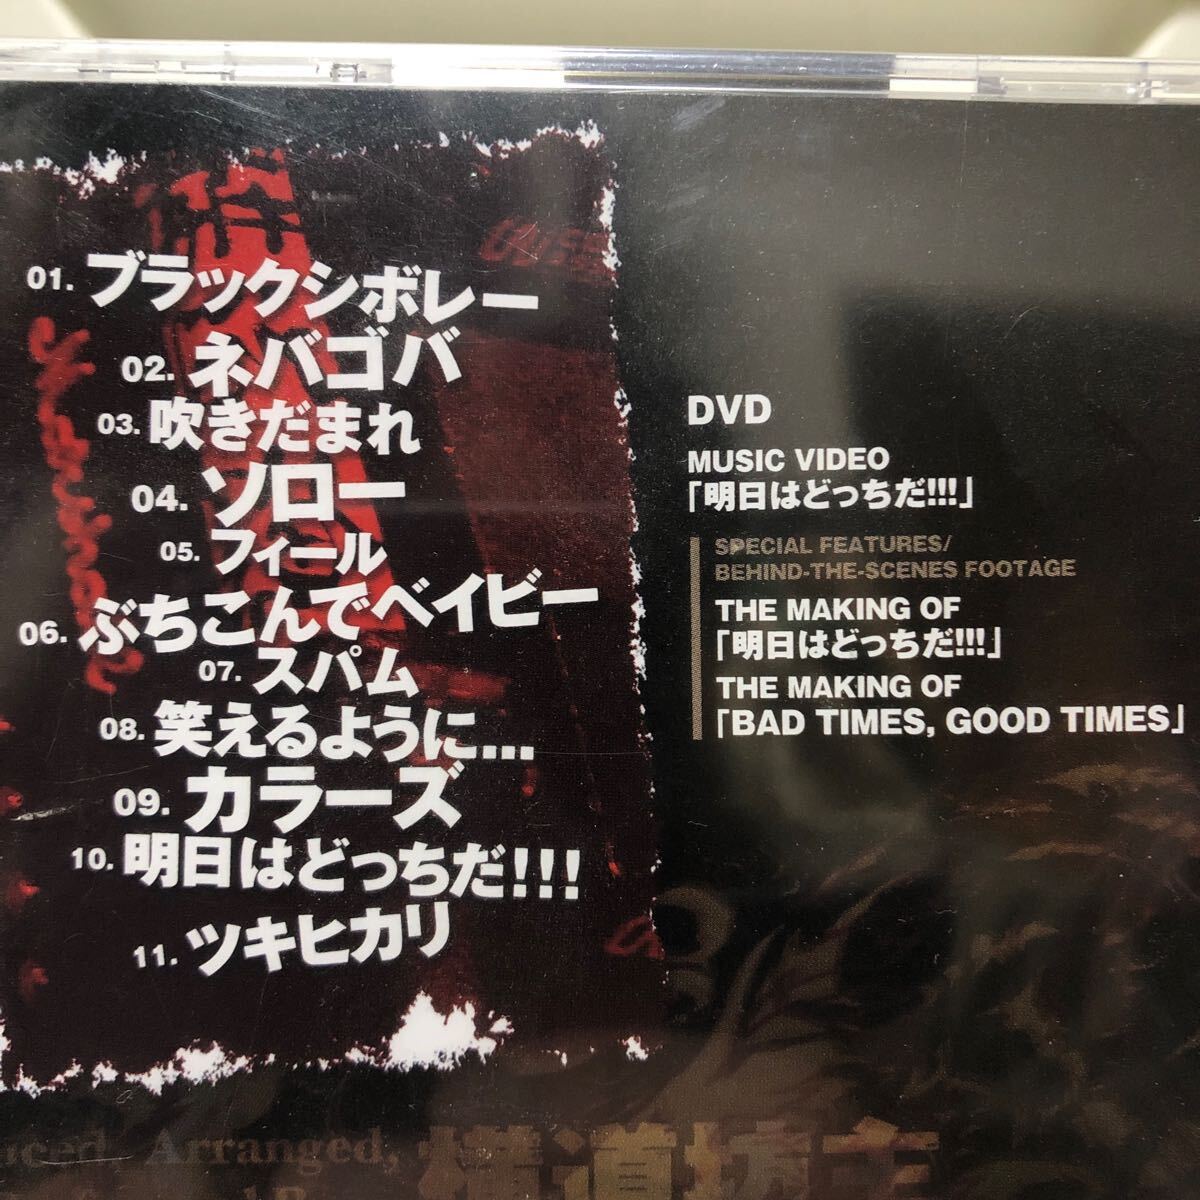 01. ブラックシボレー
02. ネバゴバ
03. 吹きだまれ
04. ソロー
05. フィール
06. ぶちこんでベイビー
07. スパム
08. 笑えるように...
09. カラーズ
10. 明日はどっちだ!!!
11. ツキヒカリ
DVD
MUSIC VIDEO
「明日はどっちだ!!!」
SPECIAL FEATURES/
BEHIND-THE-SCENES FOOTAGE
THE MAKING OF
「明日はどっちだ!!!」
THE MAKING OF
「BAD TIMES, GOOD TIMES」
Arranged,
横道坊主